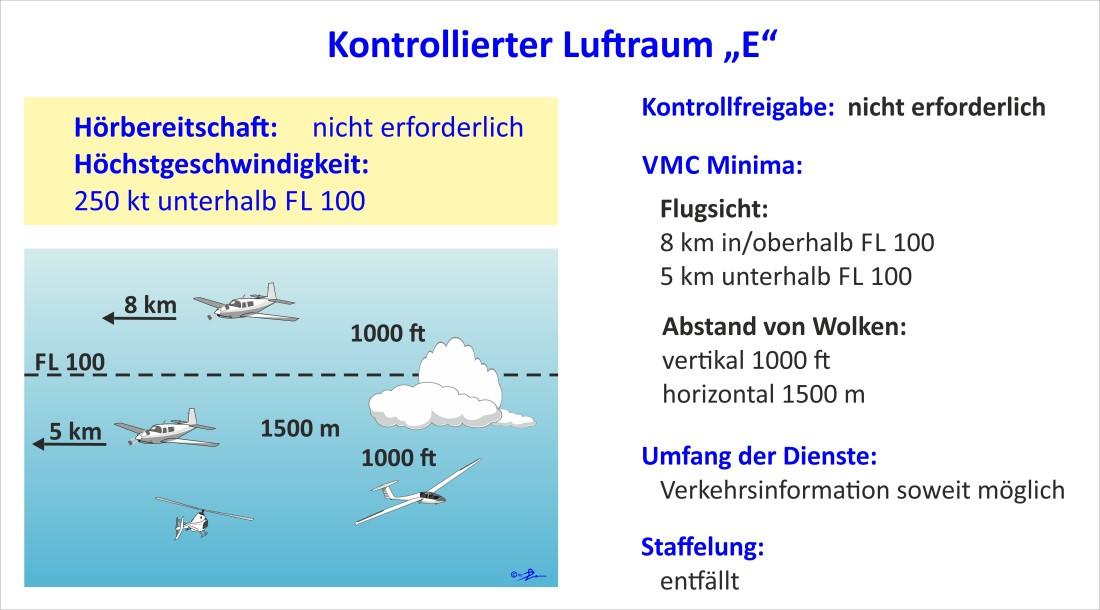 Kontrollierter Luftraum „E“
Hörbereitschaft: nicht erforderlich
Höchstgeschwindigkeit:
250 kt unterhalb FL 100
8 km
1000 ft
FL 100
5 km
1500 m
1000 ft
Kontrollfreigabe: nicht erforderlich
VMC Minima:
Flugsicht:
8 km in/oberhalb FL 100
5 km unterhalb FL 100
Abstand von Wolken:
vertikal 1000 ft
horizontal 1500 m
Umfang der Dienste:
Verkehrsinformation soweit möglich
Staffelung:
entfällt